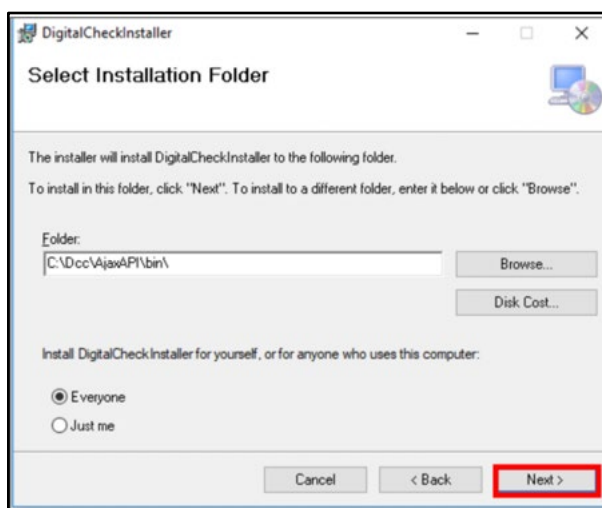 DigitalCheckInstaller
Select Installation Folder
The installer will install DigitalCheckInstaller to the following folder.
To install in this folder, click "Next". To install to a different folder, enter it below or click "Browse".
Folder:
C:\Dcc\AjaxAPI\bin\
Browse...
Disk Cost...
Install DigitalCheckInstaller for yourself, or for anyone who uses this computer:
Everyone
Just me
Cancel
< Back
Next >